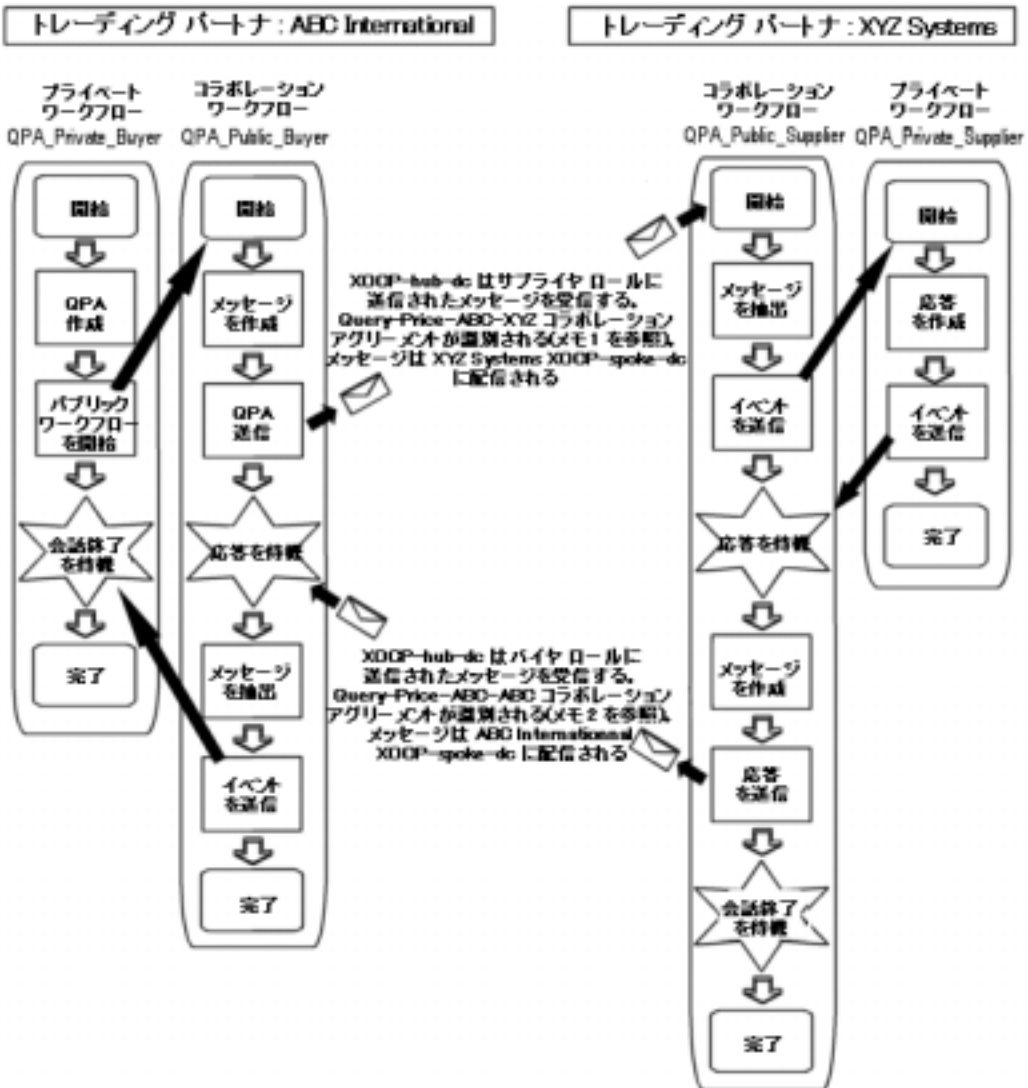 トレーディング パートナ : ABC International
プライベート
ワークフロー
QPA_Private_Buyer
開始
QPA
作成
パブリック
ワークフロー
を開始
会話終了
を待機
完了
コラボレーション
ワークフロー
QPA_Public_Buyer
開始
メッセージ
を作成
QPA
送信
応答を待機
メッセージ
を抽出
イベント
を送信
完了
XOCP-hub-dc はサプライヤ ロールに
送信されたメッセージを受信する。
Query-Price-ABC-XYZ コラボレーション
アグリーメントが識別される(メモ1 を参照)。
メッセージは XYZ Systems XOCP-spoke-dc
に配信される
XOCP-hub-dc はバイヤ ロールに
送信されたメッセージを受信する。
Query-Price-ABC-ABC コラボレーション
アグリーメントが識別される(メモ 2 を参照)。
メッセージは ABC Internationnal
XOCP-spoke-dc に配信される
トレーディング パートナ : XYZ Systems
コラボレーション
ワークフロー
QPA_Public_Supplier
開始
メッセージ
を抽出
イベント
を送信
応答を待機
メッセージ
を作成
応答
を送信
会話終了
を待機
完了
プライベート
ワークフロー
QPA_Private_Supplier
開始
応答
を作成
イベント
を送信
完了